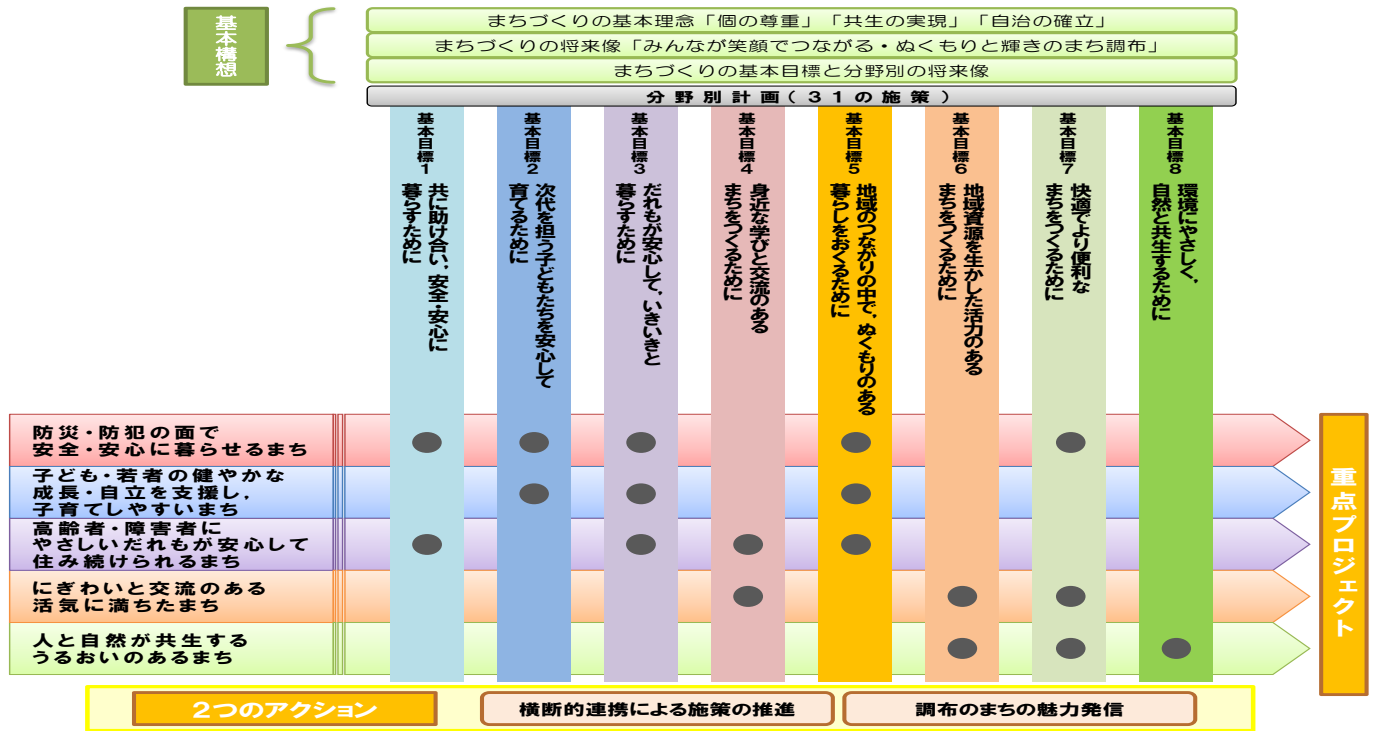 基本構想
まちづくりの基本理念「個の尊重」「共生の実現」「自治の確立」
まちづくりの将来像「みんなが笑顔でつながる・ぬくもりと輝きのまち調布」
まちづくりの基本目標と分野別の将来像
分野別計画(31の施策)
基本目標1
共に助け合い,安全・安心に
暮らすために
基本目標2
次代を担う子どもたちを安心して
育てるために
基本目標3
だれもが安心して,いきいきと
暮らすために
基本目標4
身近な学びと交流のある
まちをつくるために
基本目標5
地域のつながりの中で,ぬくもりのある
暮らしをおくるために
基本目標6
地域資源を生かした活力のある
まちをつくるために
基本目標7
快適でより便利な
まちをつくるために
基本目標8
環境にやさしく,
自然と共生するために
防災・防犯の面で
安全・安心に暮らせるまち
子ども・若者の健やかな
成長・自立を支援し,
子育てしやすいまち
高齢者・障害者に
やさしいだれもが安心して
住み続けられるまち
にぎわいと交流のある
活気に満ちたまち
人と自然が共生する
うるおいのあるまち
重点プロジェクト
2つのアクション
横断的連携による施策の推進
調布のまちの魅力発信